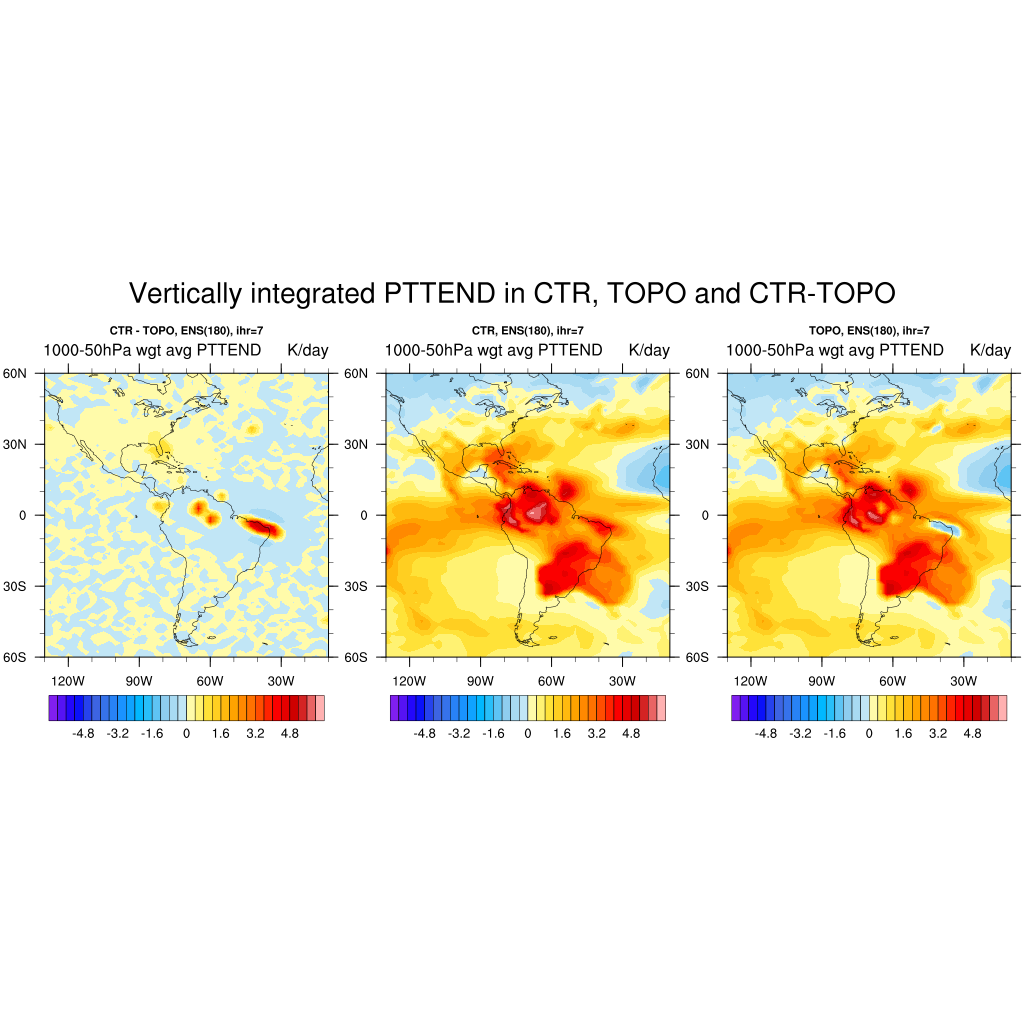 Vertically integrated PTTEND in CTR, TOPO and CTR-TOPO
CTR - TOPO, ENS(180), ihr=7
1000-50hPa wgt avg PTTEND K/day
60N
30N
0
30S
60S
120W 90W 60W 30W
-4.8 -3.2 -1.6 0 1.6 3.2 4.8
CTR, ENS(180), ihr=7
1000-50hPa wgt avg PTTEND K/day
60N
30N
0
30S
60S
120W 90W 60W 30W
-4.8 -3.2 -1.6 0 1.6 3.2 4.8
TOPO, ENS(180), ihr=7
1000-50hPa wgt avg PTTEND K/day
60N
30N
0
30S
60S
120W 90W 60W 30W
-4.8 -3.2 -1.6 0 1.6 3.2 4.8